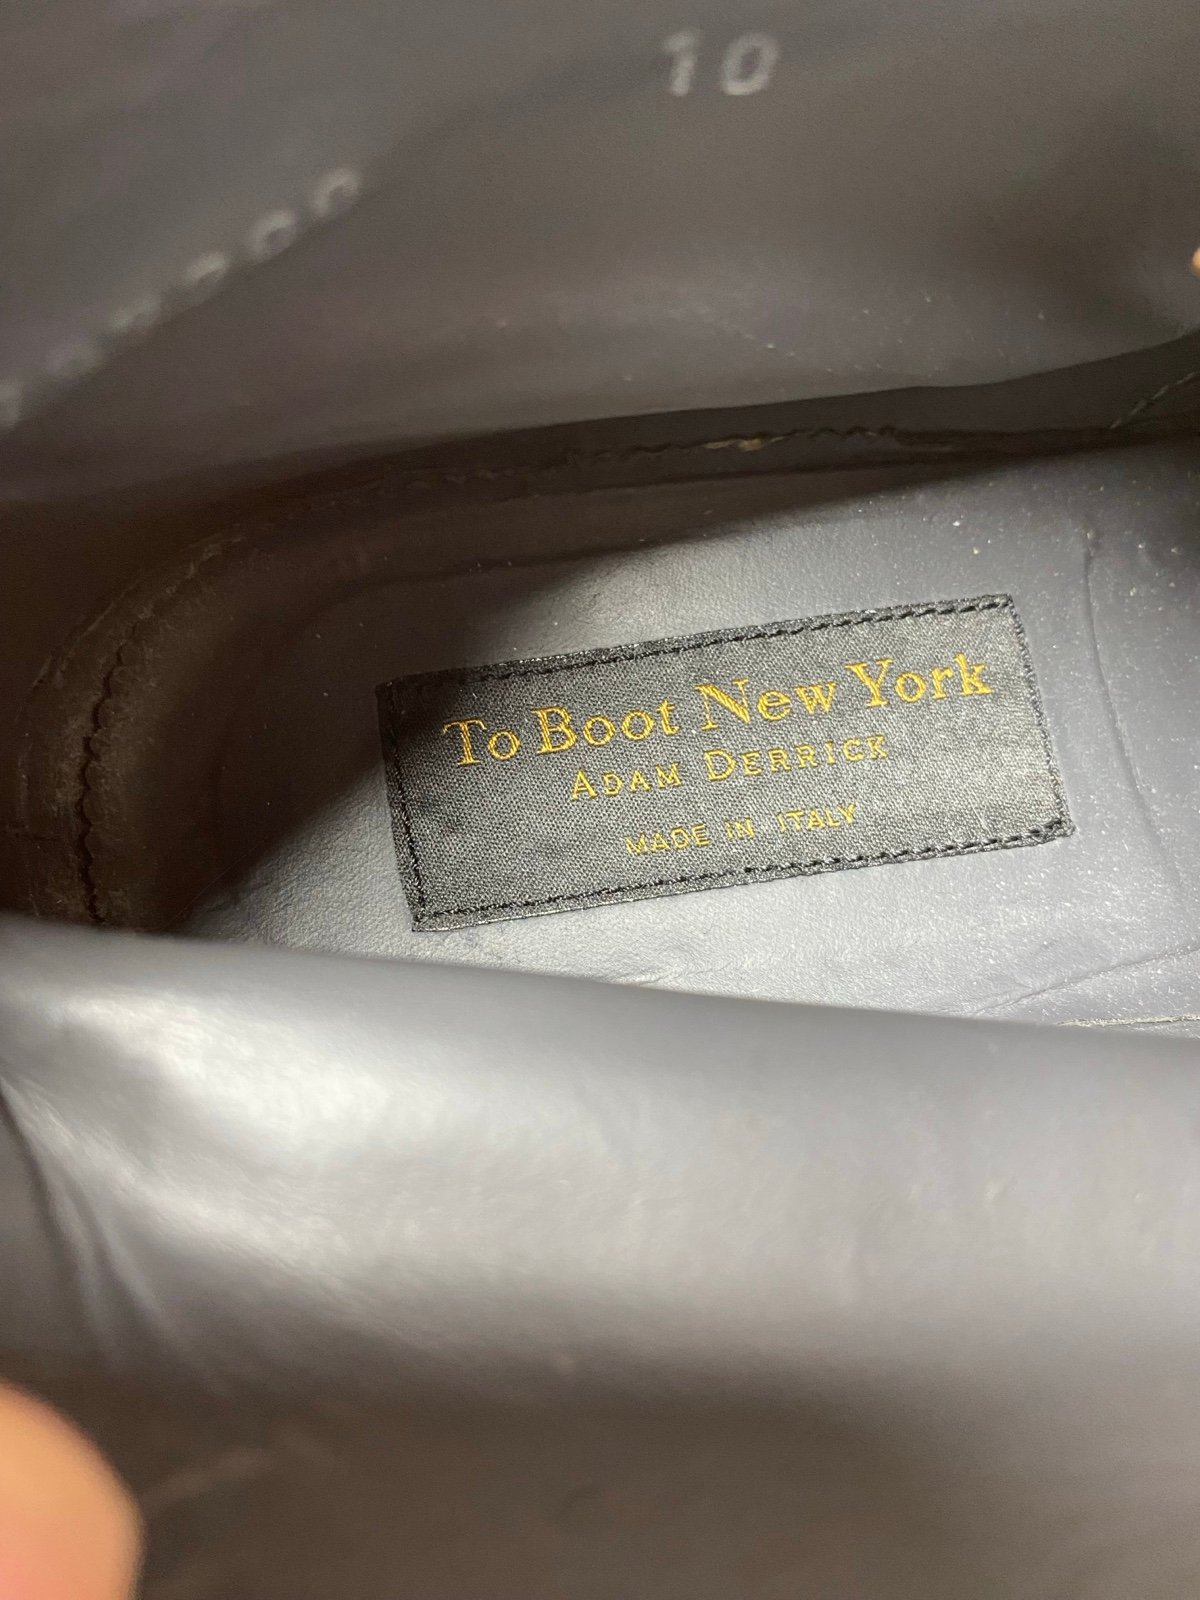 10
To Boot New York
ADAM DERRICK
MADE IN ITALY